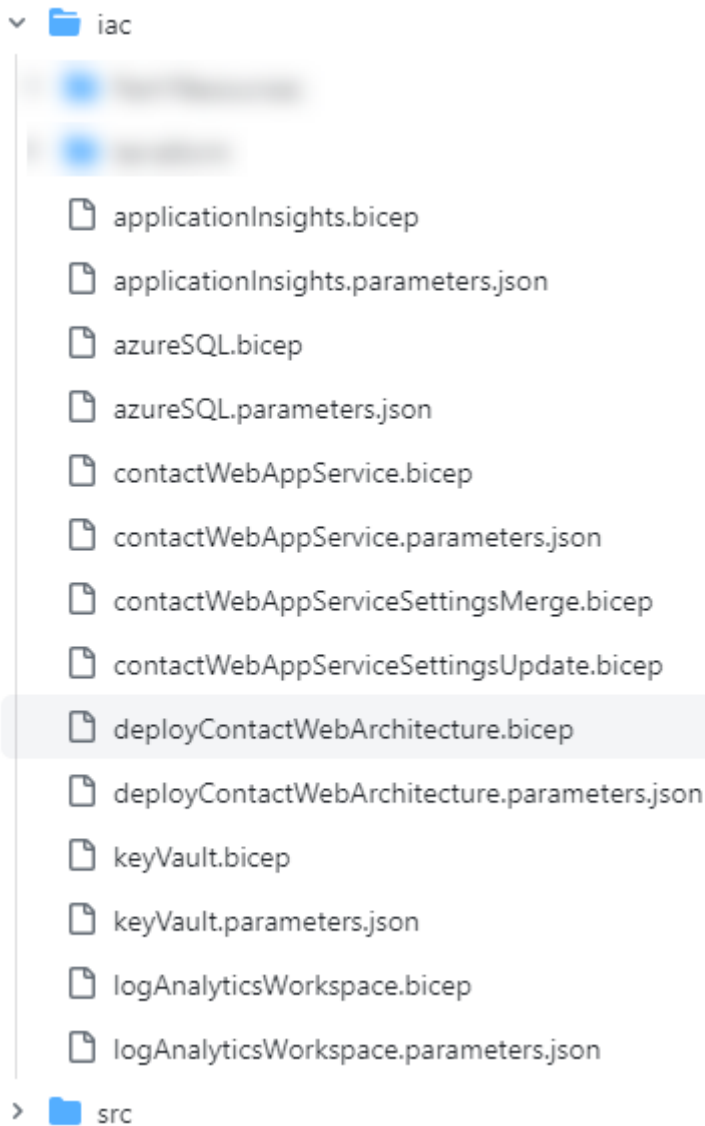 iac
applicationInsights.bicep
applicationInsights.parameters.json
azureSQL.bicep
azureSQL.parameters.json
contactWebAppService.bicep
contactWebAppService.parameters.json
contactWebAppServiceSettingsMerge.bicep
contactWebAppServiceSettingsUpdate.bicep
deployContactWebArchitecture.bicep
deployContactWebArchitecture.parameters.json
keyVault.bicep
keyVault.parameters.json
logAnalyticsWorkspace.bicep
logAnalyticsWorkspace.parameters.json
src